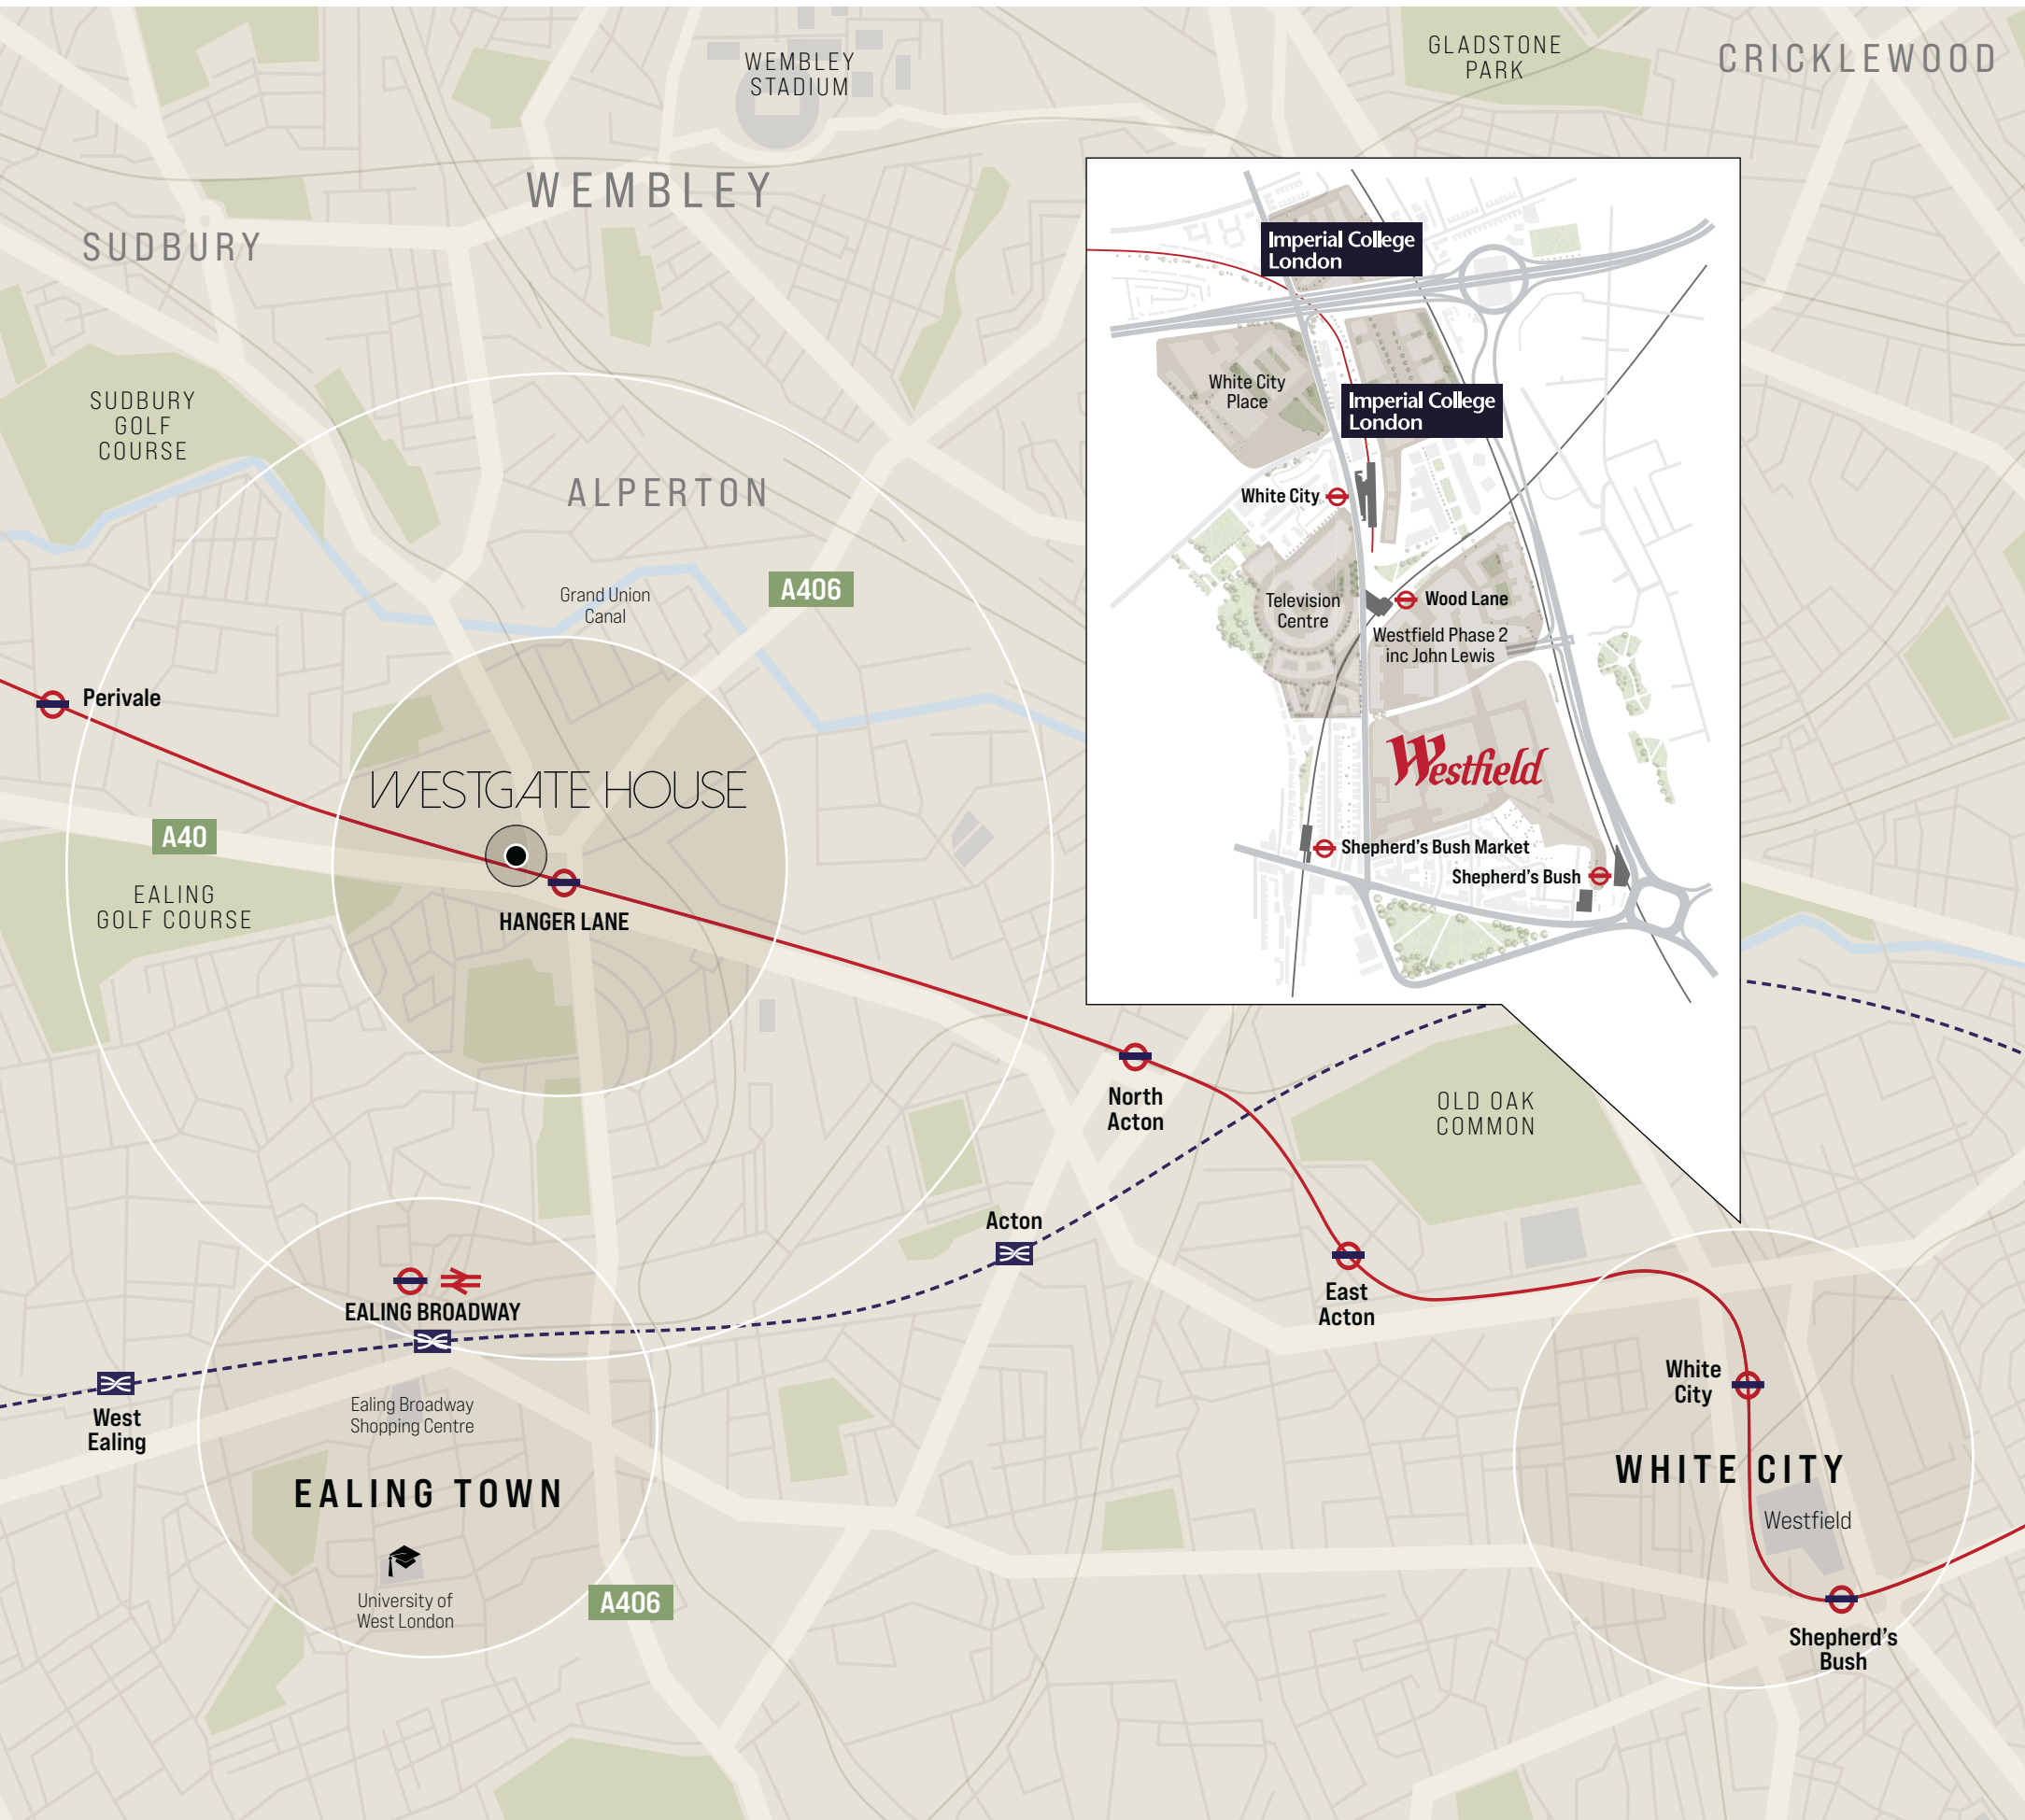 WEMBLEY
STADIUM
GLADSTONE
PARK
CRICKLEWOOD
WEMBLEY
SUDBURY
SUDBURY
GOLF
COURSE
ALPERTON
Grand Union
Canal
A406
Perivale
WESTGATE HOUSE
A40
EALING
GOLF COURSE
HANGER LANE
Imperial College
London
White City
Place
Imperial College
London
White City
Television
Centre
Wood Lane
Westfield Phase 2
inc John Lewis
Westfield
Shepherd's Bush Market
Shepherd's Bush
North
Acton
OLD OAK
COMMON
Acton
East
Acton
EALING BROADWAY
West
Ealing
Ealing Broadway
Shopping Centre
EALING TOWN
University of
West London
A406
White
City
WHITE CITY
Westfield
Shepherd's
Bush